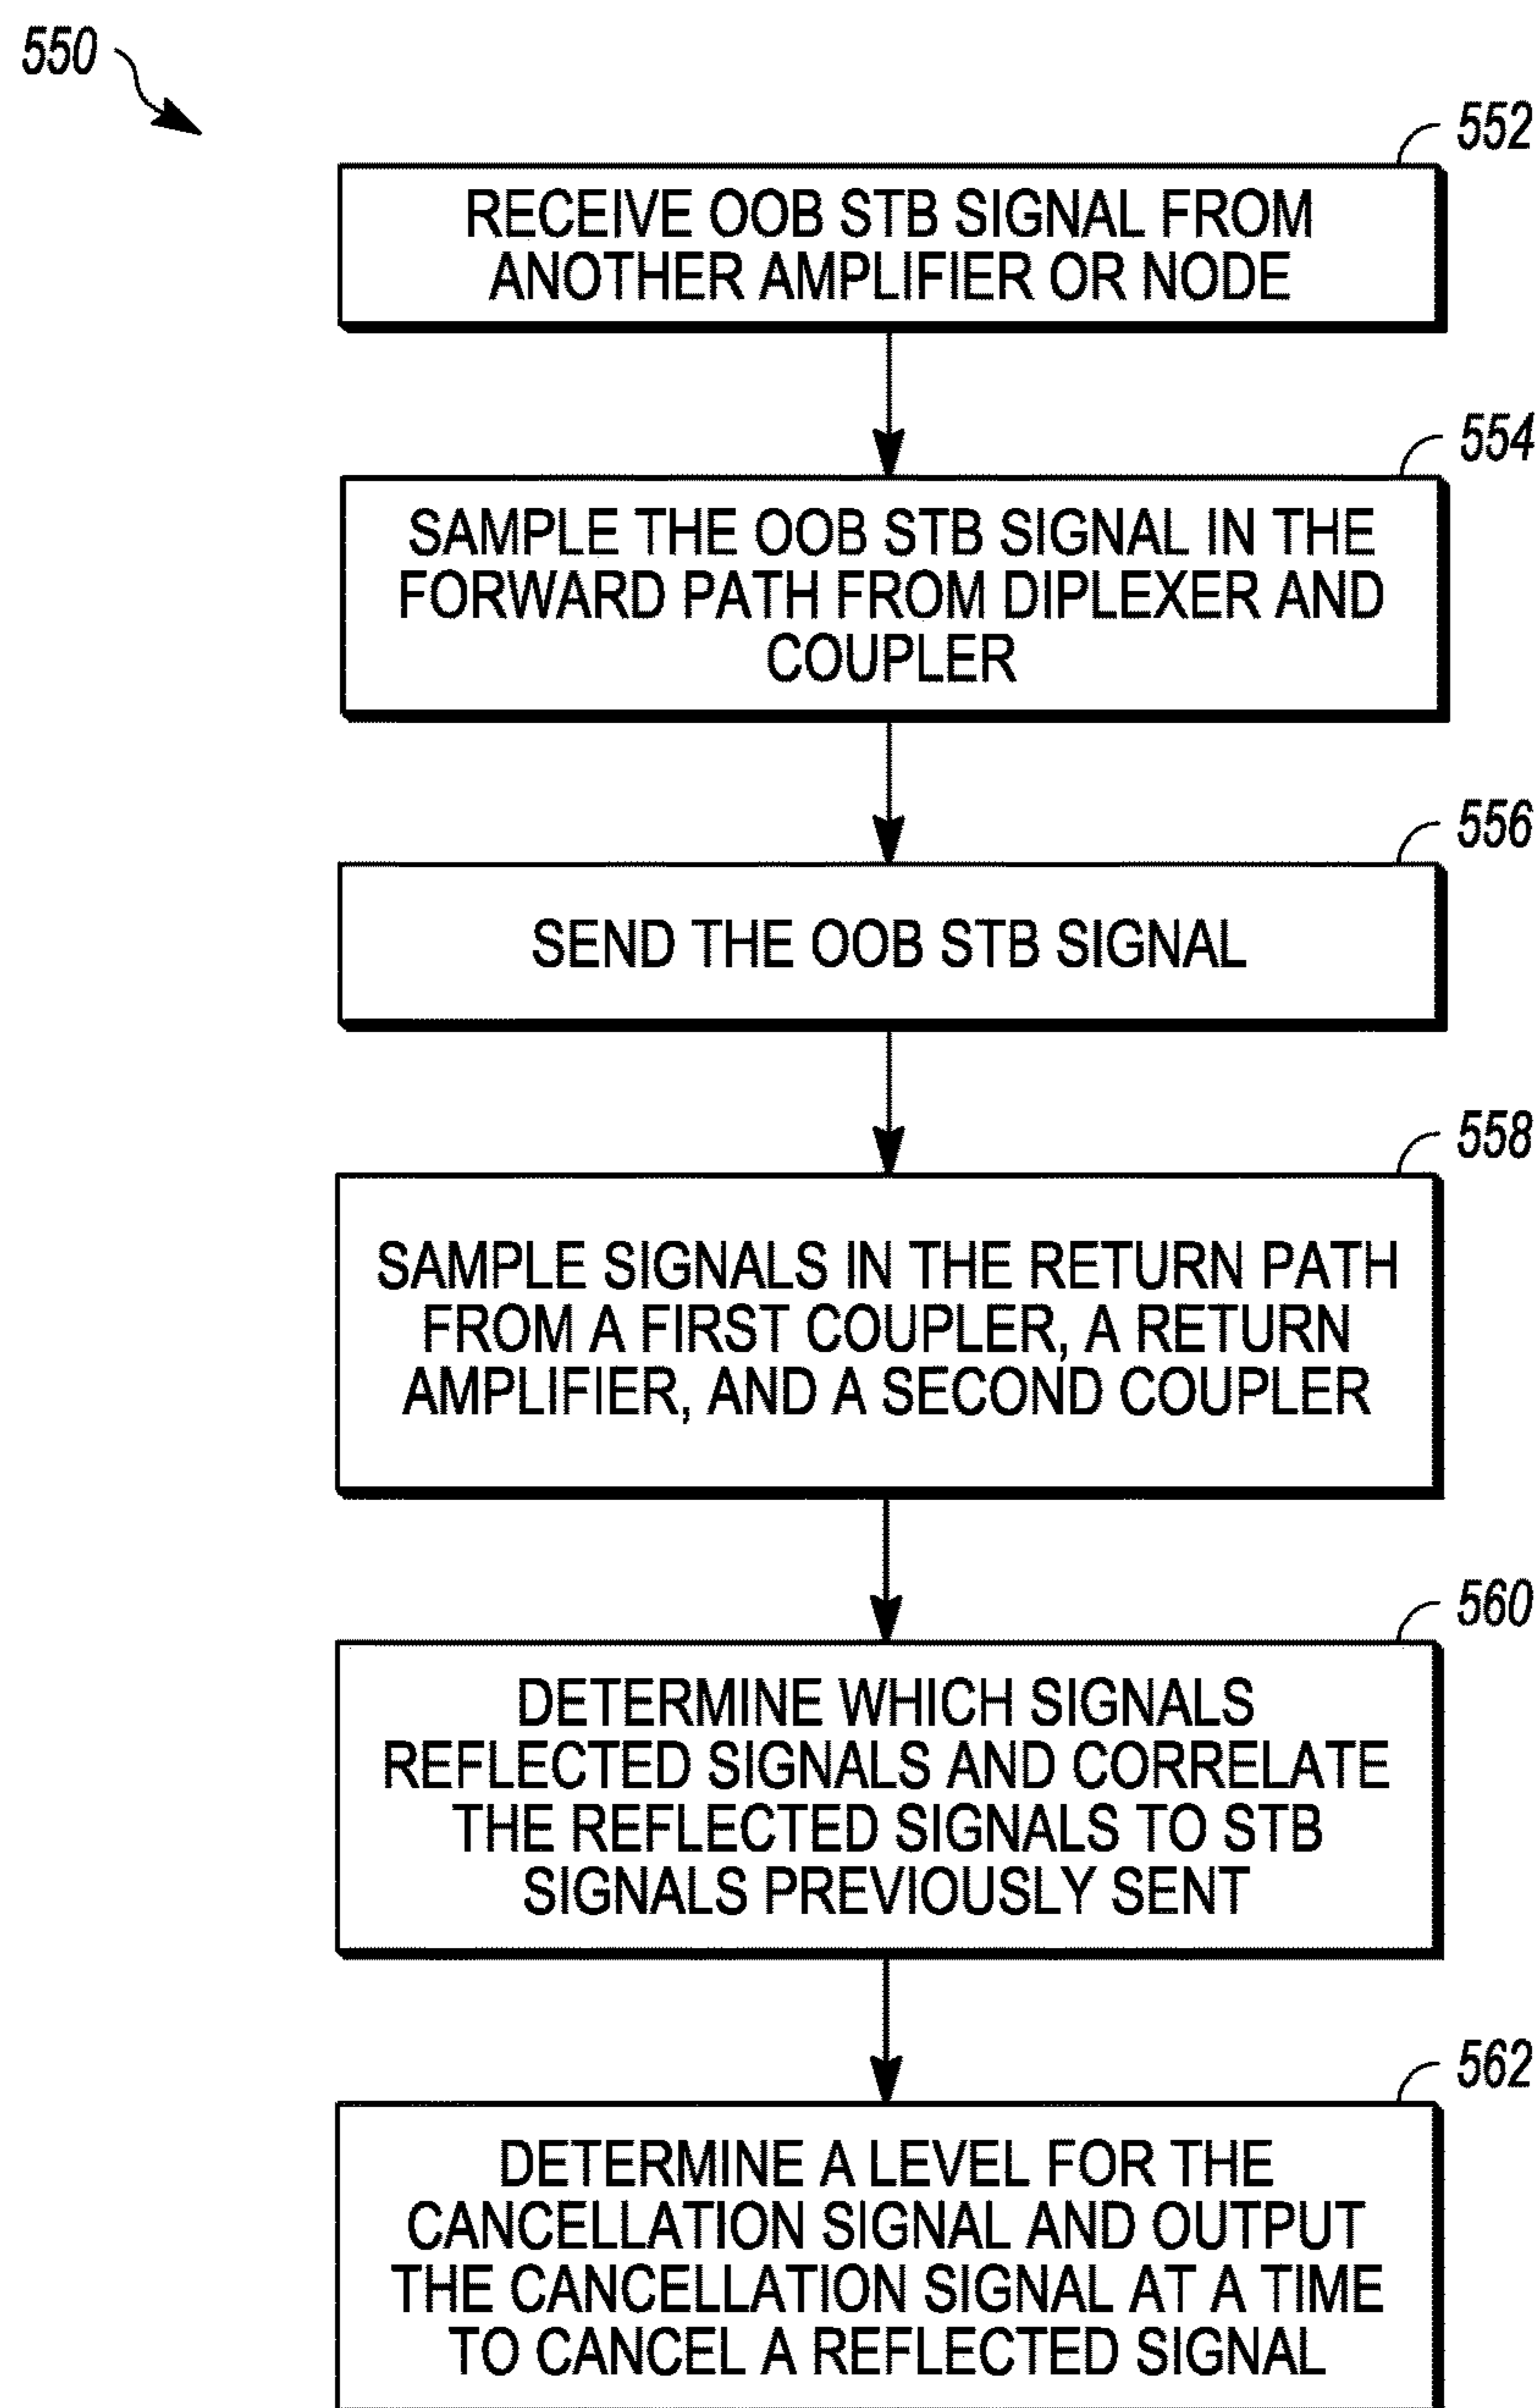 550
552
RECEIVE OOB STB SIGNAL FROM
ANOTHER AMPLIFIER OR NODE
554
SAMPLE THE OOB STB SIGNAL IN THE
FORWARD PATH FROM DIPLEXER AND
COUPLER
556
SEND THE OOB STB SIGNAL
558
SAMPLE SIGNALS IN THE RETURN PATH
FROM A FIRST COUPLER, A RETURN
AMPLIFIER, AND A SECOND COUPLER
560
DETERMINE WHICH SIGNALS
REFLECTED SIGNALS AND CORRELATE
THE REFLECTED SIGNALS TO STB
SIGNALS PREVIOUSLY SENT
562
DETERMINE A LEVEL FOR THE
CANCELLATION SIGNAL AND OUTPUT
THE CANCELLATION SIGNAL AT A TIME
TO CANCEL A REFLECTED SIGNAL